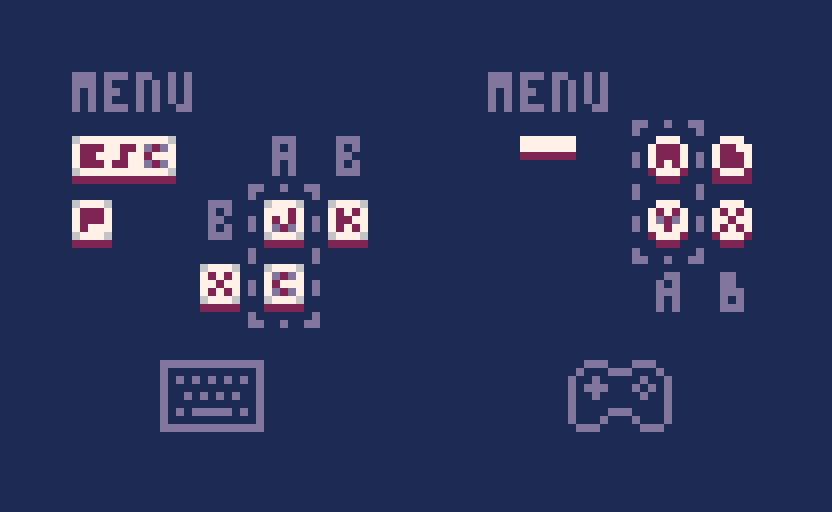 MENU
ESC A B
P B J K
X C
MENU
A b
Y X
A b